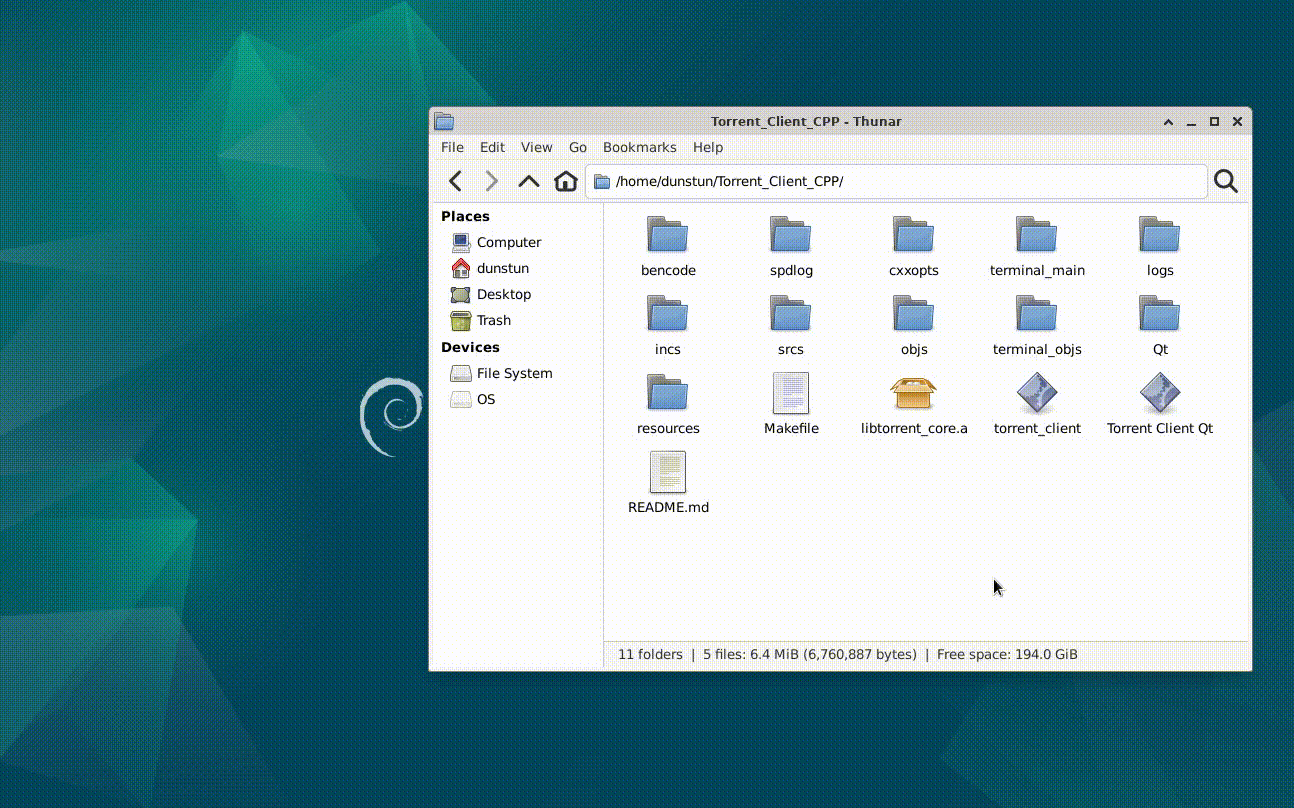 Torrent_Client_CPP - Thunar
File Edit View Go Bookmarks Help
/home/dunstun/Torrent_Client_CPP/
Places
Computer
dunstun
Desktop
Trash
Devices
File System
OS
bencode spdlog cxxopts terminal_main logs
incs srcs objs terminal_objs Qt
resources Makefile libtorrent_core.a torrent_client Torrent Client Qt
README.md
11 folders | 5 files: 6.4 MiB (6,760,887 bytes) | Free space: 194.0 GiB